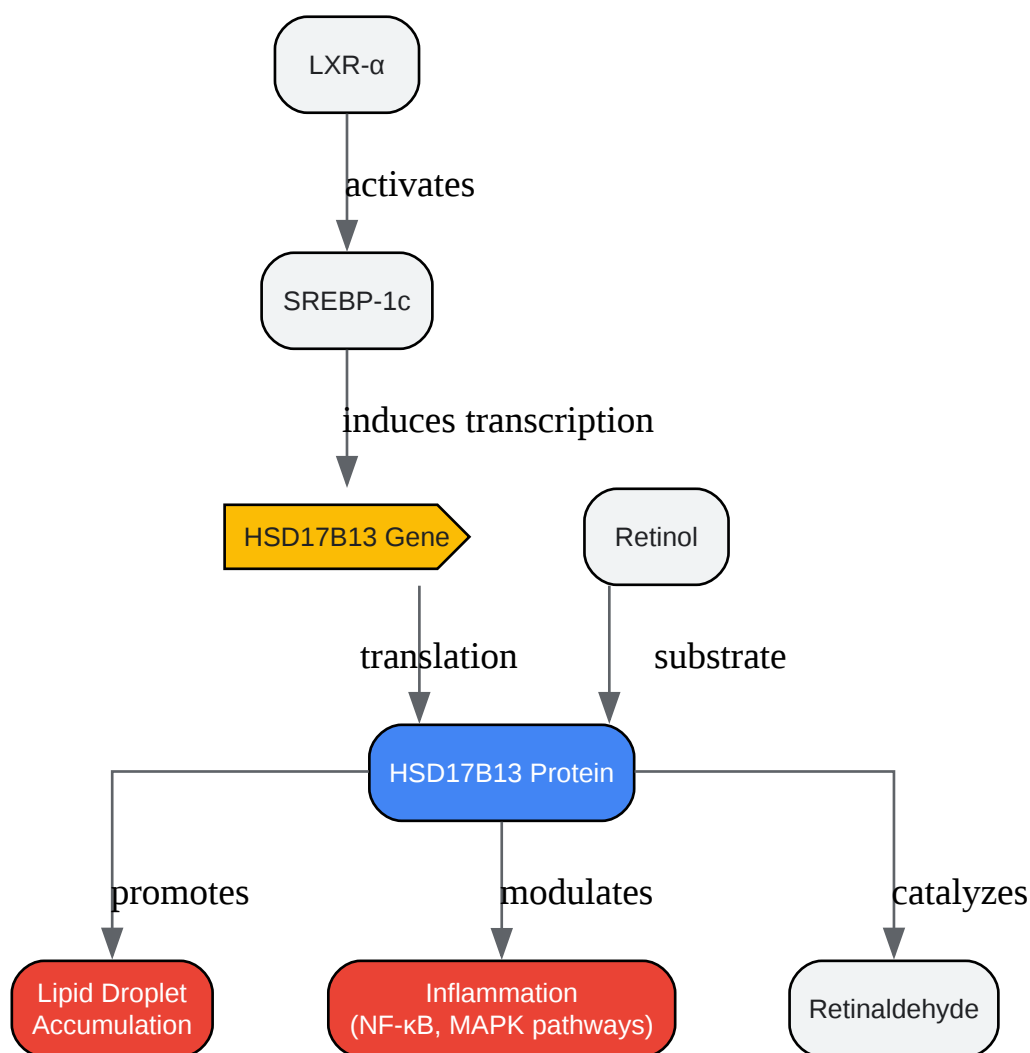 LXR-α
activates
SREBP-1c
induces transcription
HSD17B13 Gene
Retinol
translation
substrate
HSD17B13 Protein
promotes
modulates
catalyzes
Lipid Droplet
Accumulation
Inflammation
(NF-κB, MAPK pathways)
Retinaldehyde